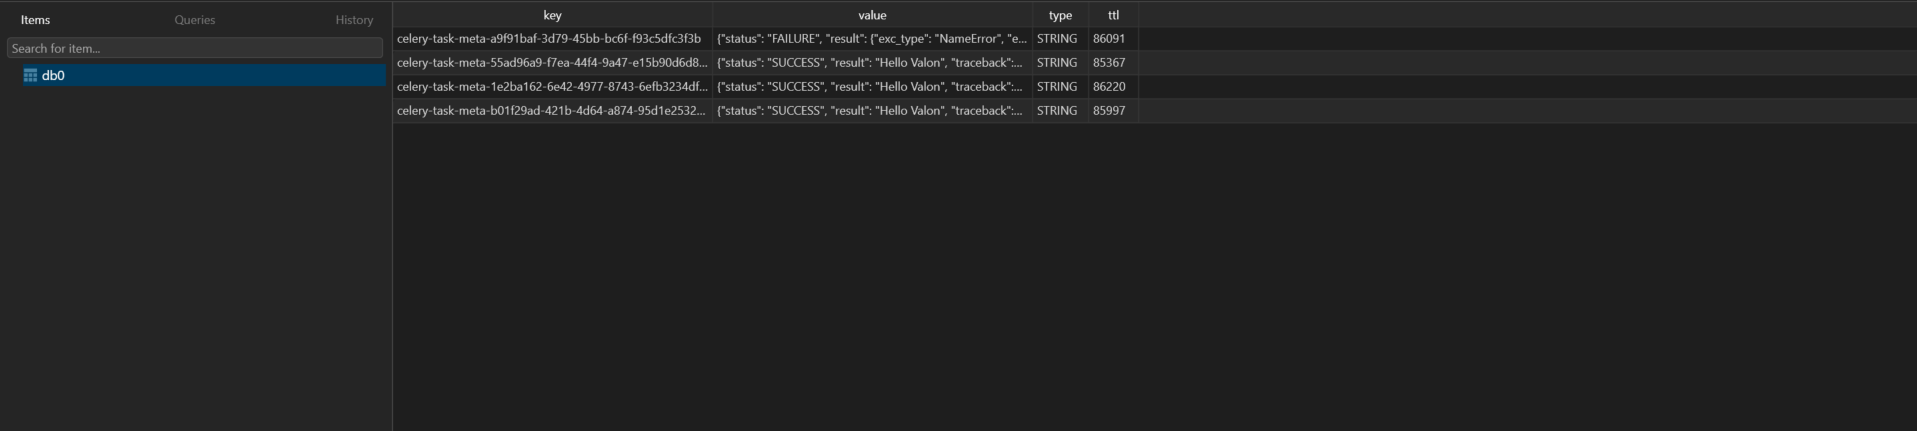 Items Queries History
Search for item...
db0
key value type ttl
celery-task-meta-a9f91baf-3d79-45bb-bc6f-f93c5dfc3f3b {"status": "FAILURE", "result": {"exc_type": "NameError", "e... STRING 86091
celery-task-meta-55ad96a9-f7ea-44f4-9a47-e15b90d6d8... {"status": "SUCCESS", "result": "Hello Valon", "traceback":... STRING 85367
celery-task-meta-1e2ba162-6e42-4977-8743-6efb3234df... {"status": "SUCCESS", "result": "Hello Valon", "traceback":... STRING 86220
celery-task-meta-b01f29ad-421b-4d64-a874-95d1e2532... {"status": "SUCCESS", "result": "Hello Valon", "traceback":... STRING 85997